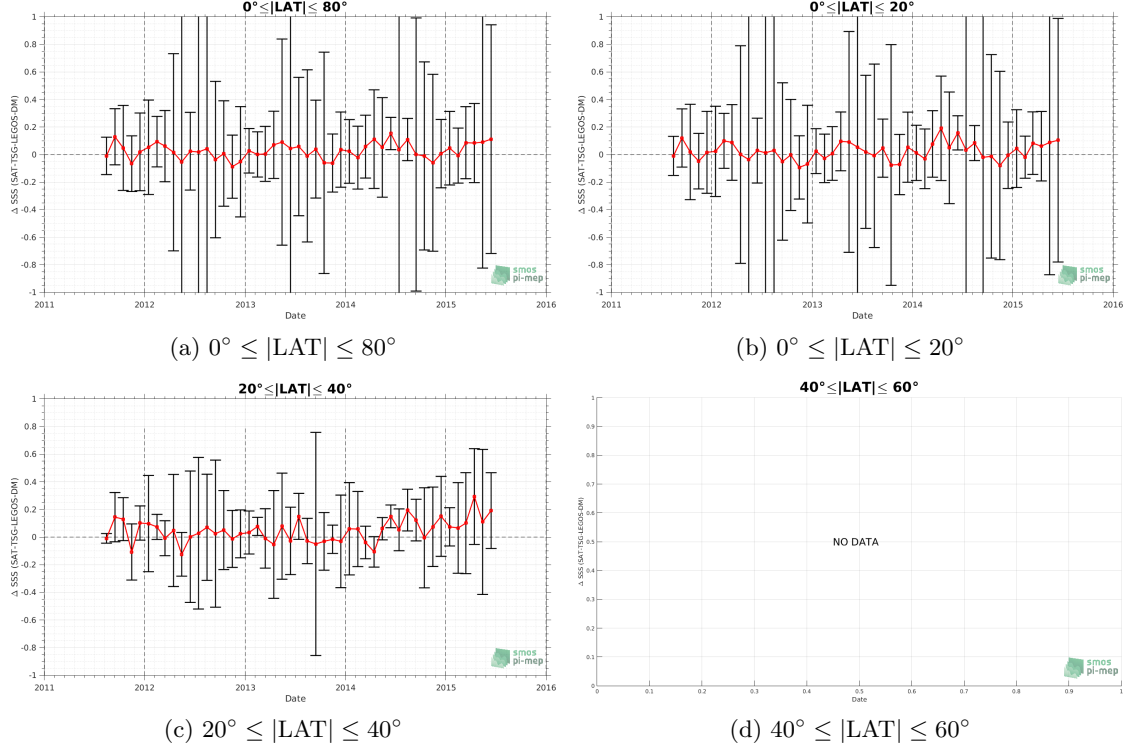 0°≤|LAT|≤ 80°
1
0.8
0.6
0.4
0.2
0
-0.2
-0.4
-0.6
-0.8
-1
Δ SSS (SAT-TSG-LEGOS-DM)
2011 2012 2013 2014 2015 2016
Date
smos
pi-mep
(a) 0° ≤ |LAT| ≤ 80°
0°≤|LAT|≤ 20°
1
0.8
0.6
0.4
0.2
0
-0.2
-0.4
-0.6
-0.8
-1
Δ SSS (SAT-TSG-LEGOS-DM)
2011 2012 2013 2014 2015 2016
Date
smos
pi-mep
(b) 0° ≤ |LAT| ≤ 20°
20°≤|LAT|≤ 40°
1
0.8
0.6
0.4
0.2
0
-0.2
-0.4
-0.6
-0.8
-1
Δ SSS (SAT-TSG-LEGOS-DM)
2011 2012 2013 2014 2015 2016
Date
smos
pi-mep
(c) 20° ≤ |LAT| ≤ 40°
40°≤|LAT|≤ 60°
1
0.9
0.8
0.7
0.6
0.5
0.4
0.3
0.2
0.1
0
Δ SSS (SAT-TSG-LEGOS-DM)
NO DATA
0 0.1 0.2 0.3 0.4 0.5 0.6 0.7 0.8 0.9 1
Date
smos
pi-mep
(d) 40° ≤ |LAT| ≤ 60°